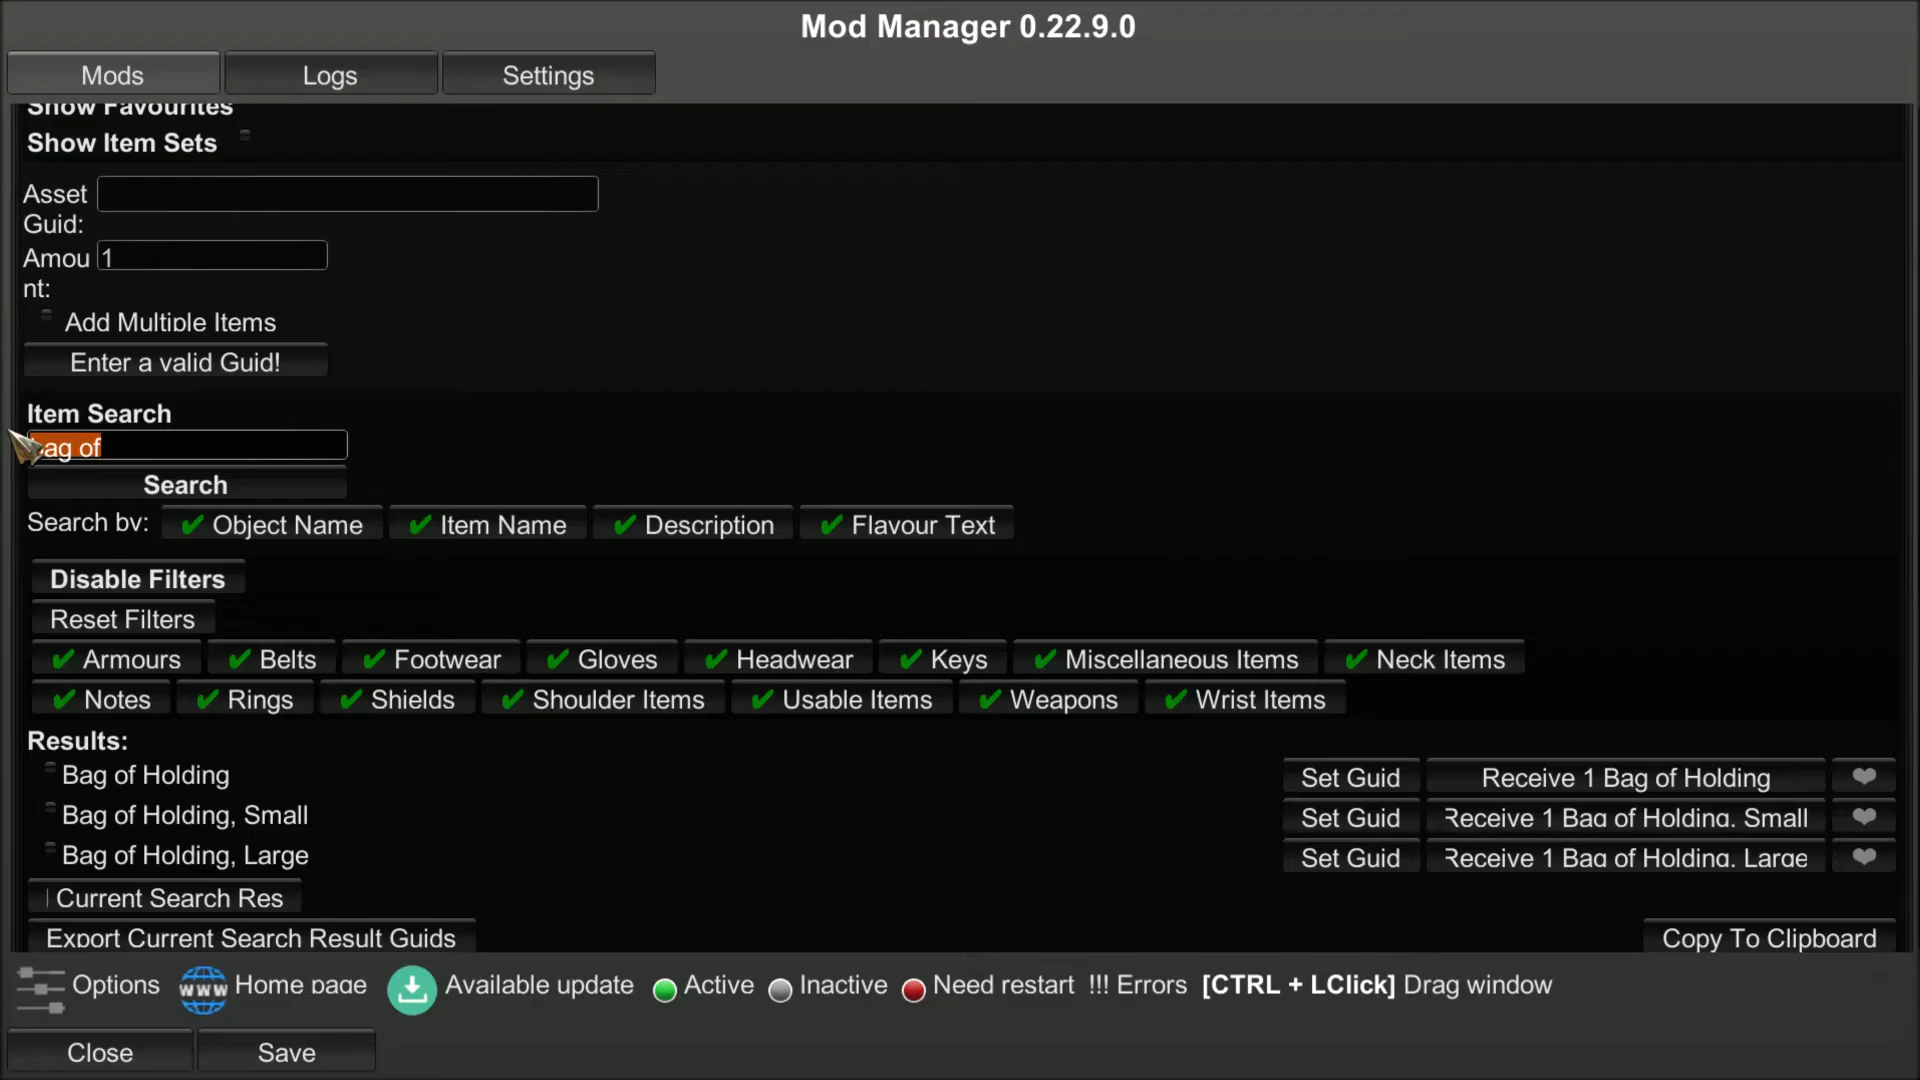 Mod Manager 0.22.9.0
Mods Logs Settings
Show Favourites
Show Item Sets
Asset
Guid:
Amou 1
nt:
Add Multiple Items
Enter a valid Guid!
Item Search
bag of
Search
Search by: ✔ Object Name ✔ Item Name ✔ Description ✔ Flavour Text
Disable Filters
Reset Filters
✔ Armours ✔ Belts ✔ Footwear ✔ Gloves ✔ Headwear ✔ Keys ✔ Miscellaneous Items ✔ Neck Items
✔ Notes ✔ Rings ✔ Shields ✔ Shoulder Items ✔ Usable Items ✔ Weapons ✔ Wrist Items
Results:
Bag of Holding Set Guid Receive 1 Bag of Holding ❤
Bag of Holding, Small Set Guid Receive 1 Bag of Holding, Small ❤
Bag of Holding, Large Set Guid Receive 1 Bag of Holding, Large ❤
Current Search Res
Export Current Search Result Guids Copy To Clipboard
Options www Home page Available update Active Inactive Need restart !!! Errors [CTRL + LClick] Drag window
Close Save